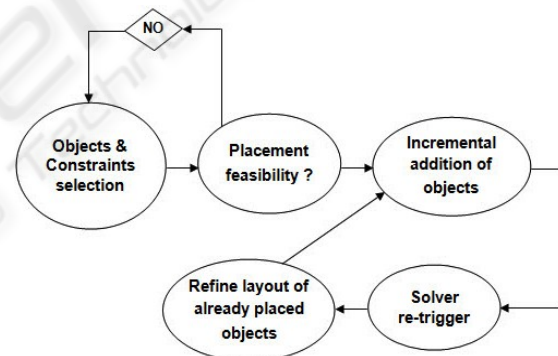 NO
Objects &
Constraints
selection
Placement
feasibility ?
Incremental
addition of
objects
Refine layout of
already placed
objects
Solver
re-trigger